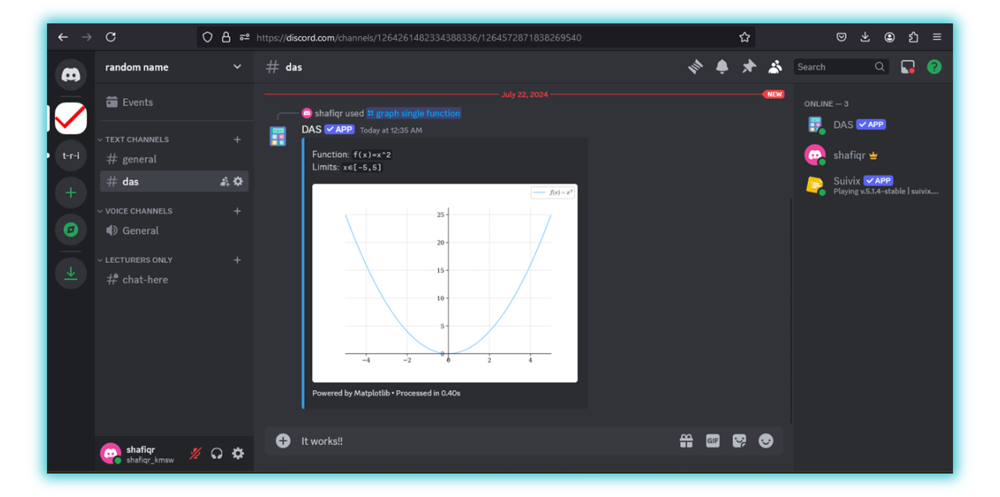 https://discord.com/channels/1264261482334388336/1264572871838269540
random name
# das
Search
Events
TEXT CHANNELS
t-r-i
# general
# das
VOICE CHANNELS
General
LECTURERS ONLY
# chat-here
shafiqr
shafiqr_kmsw
July 22, 2024
NEW
shafiqr used graph single function
DAS ✓ APP Today at 12:35 AM
Function: f(x)=x^2
Limits: x∈[-5,5]
f(x) = x²
25
20
15
10
5
0
−4 −2 0 2 4
Powered by Matplotlib • Processed in 0.40s
It works!!
GIF
ONLINE — 3
DAS ✓ APP
shafiqr
Suivix ✓ APP
Playing v.5.1.4-stable | suivix....